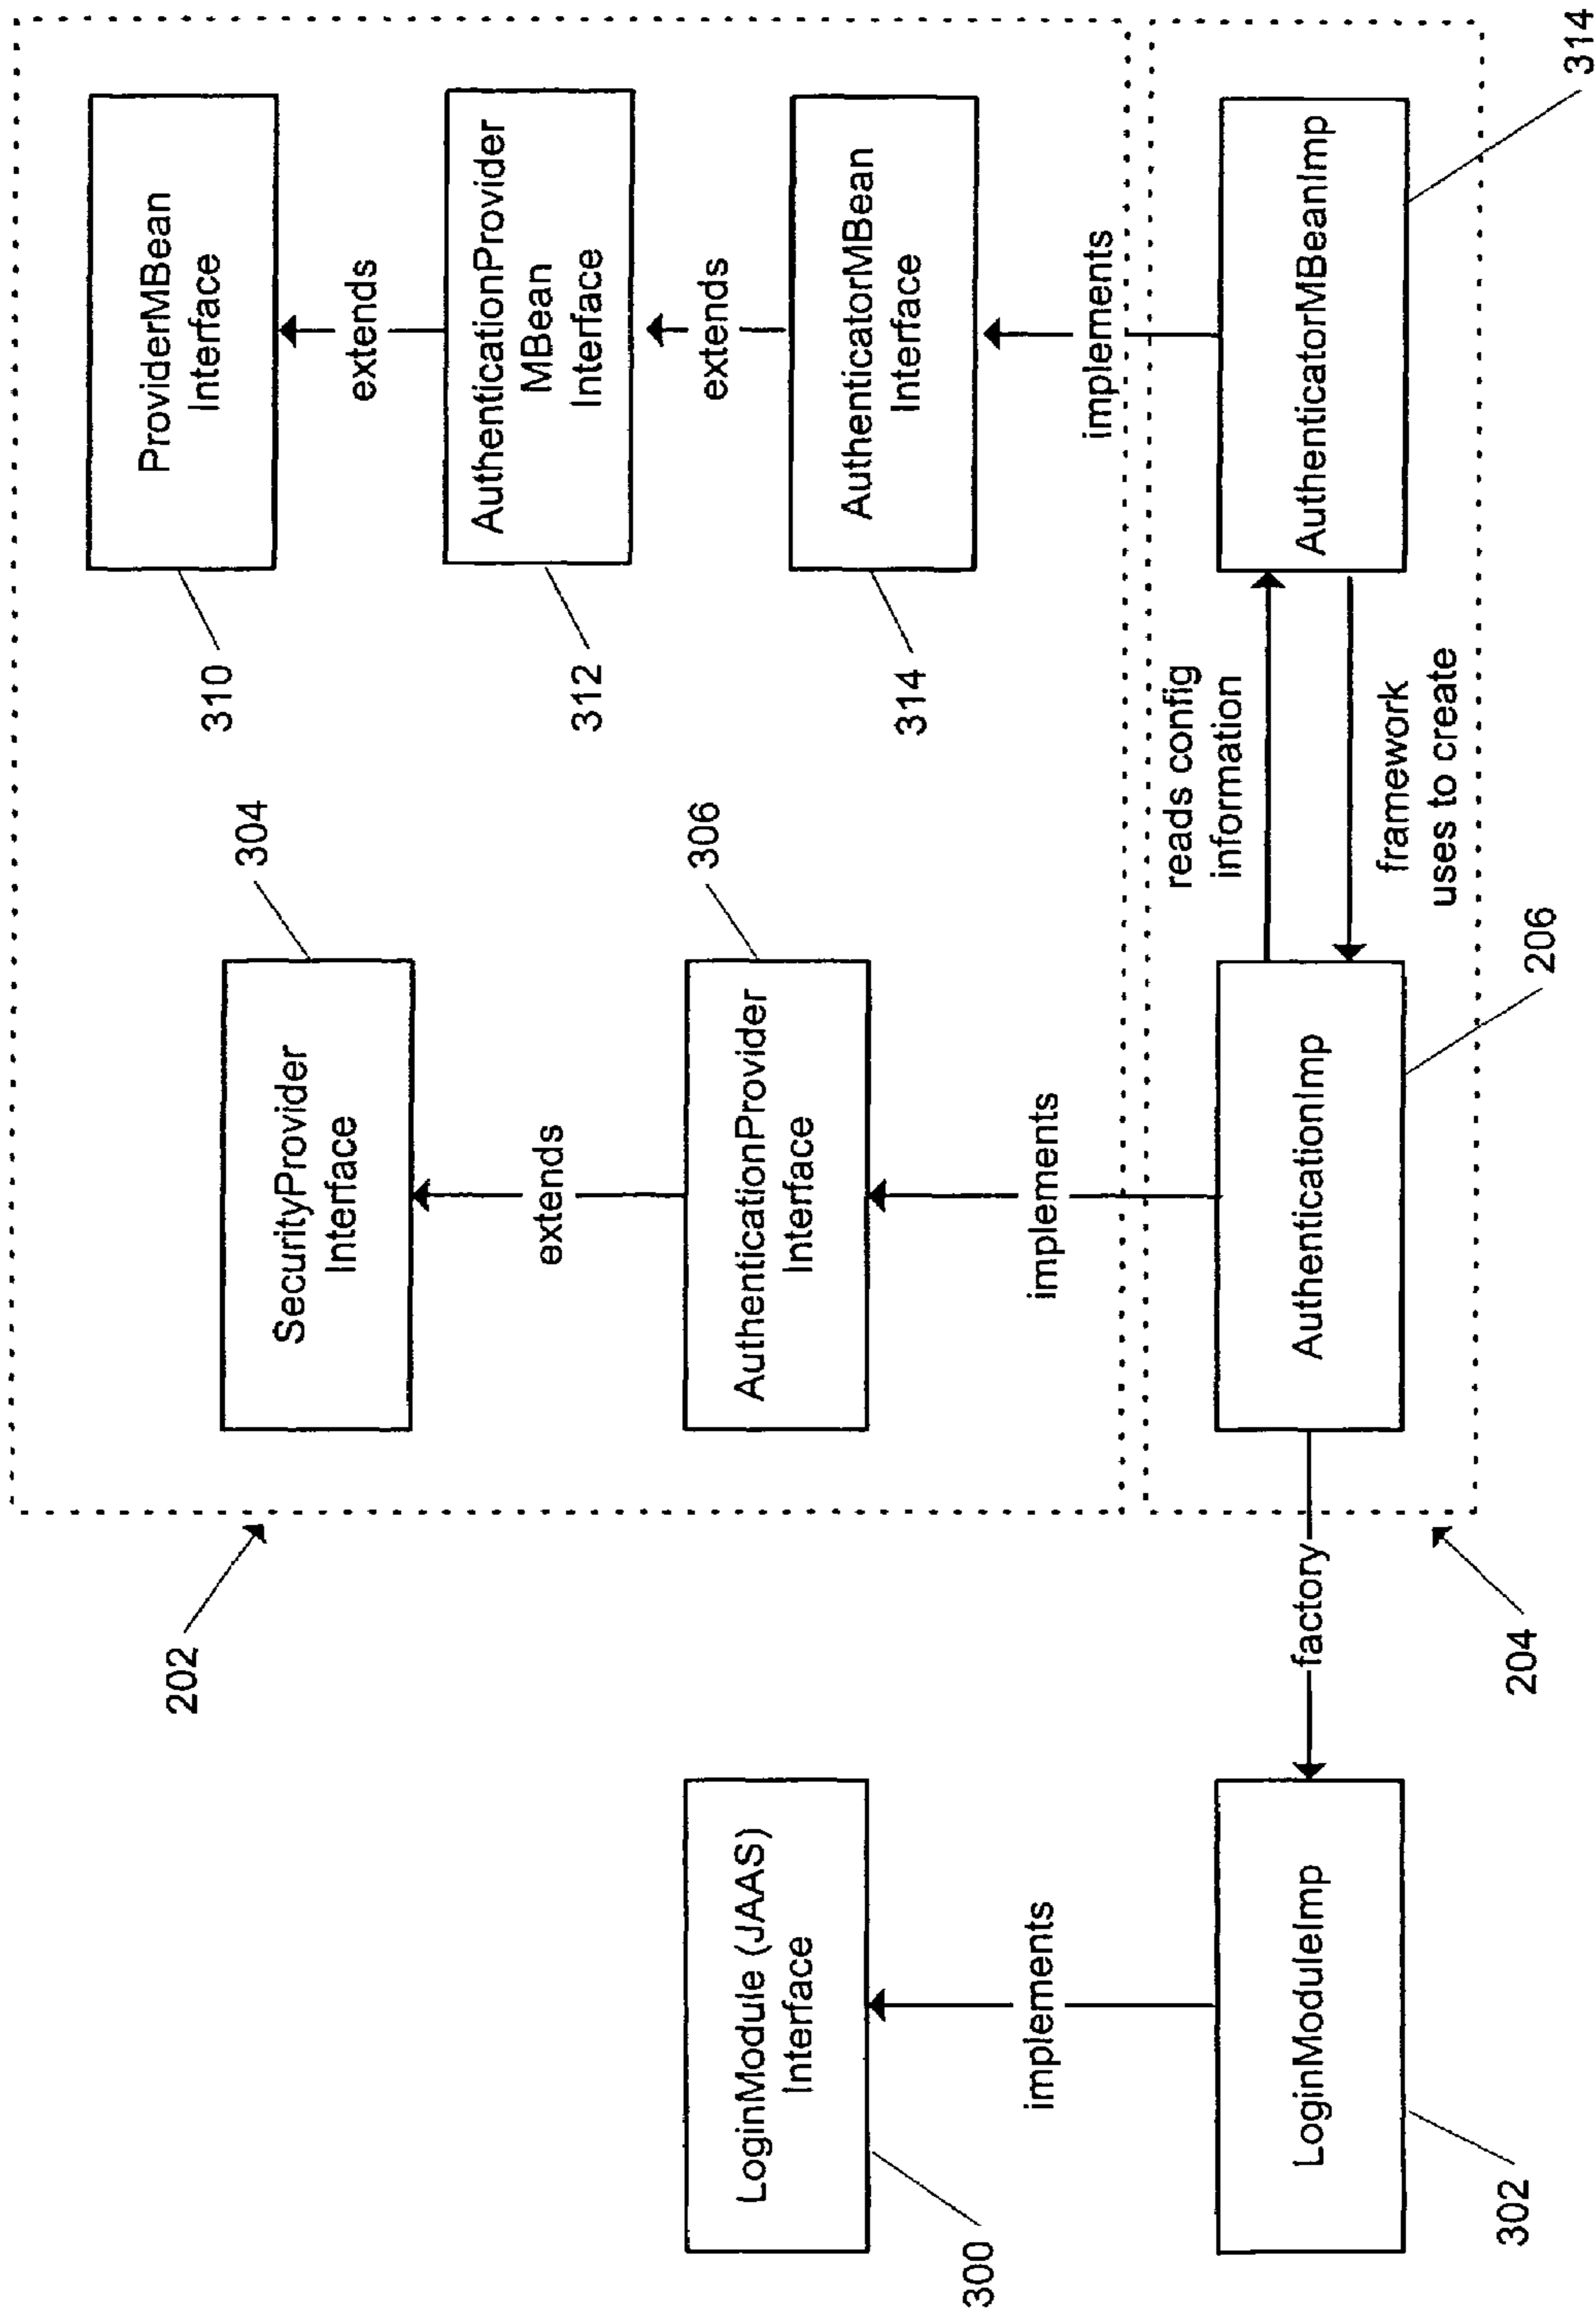 202
304
SecurityProvider
Interface
310
ProviderMBean
Interface
extends
312
AuthenticationProvider
MBean
Interface
extends
extends
306
AuthenticationProvider
Interface
314
AuthenticatorMBean
Interface
300
LoginModule (JAAS)
Interface
implements
implements
implements
reads config
information
LoginModuleImp
factory
AuthenticationImp
AuthenticatorMBeanImp
framework
uses to create
302
204
206
314